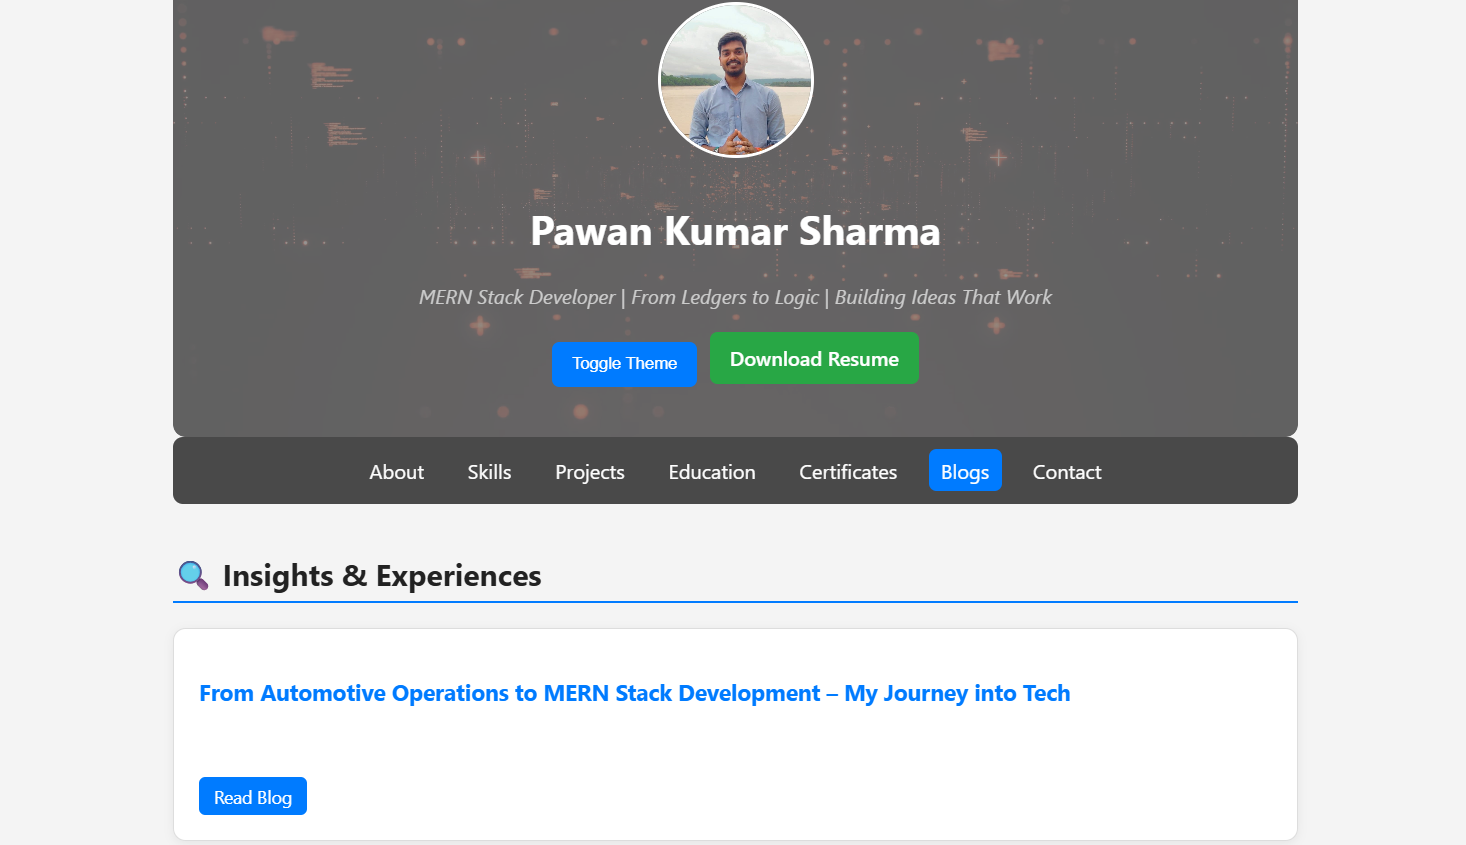 Pawan Kumar Sharma
MERN Stack Developer | From Ledgers to Logic | Building Ideas That Work
Toggle Theme Download Resume
About Skills Projects Education Certificates Blogs Contact
🔍 Insights & Experiences
From Automotive Operations to MERN Stack Development – My Journey into Tech
Read Blog